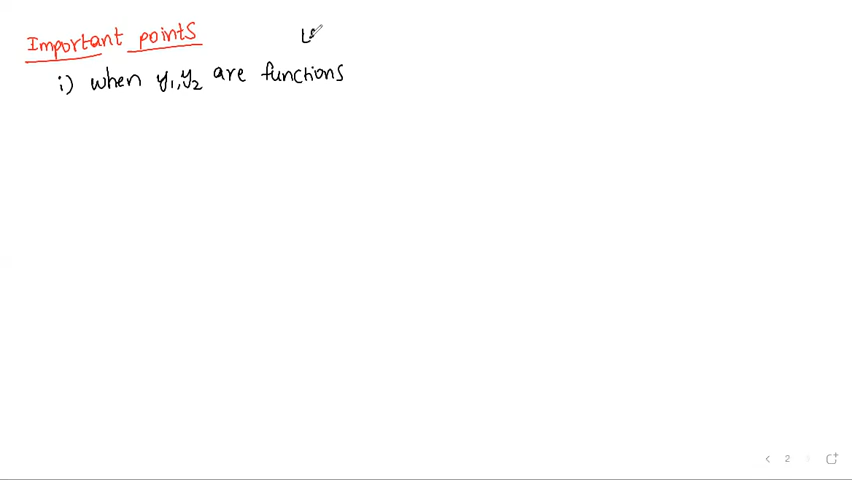 Important points
i) when y₁,y₂ are functions
2